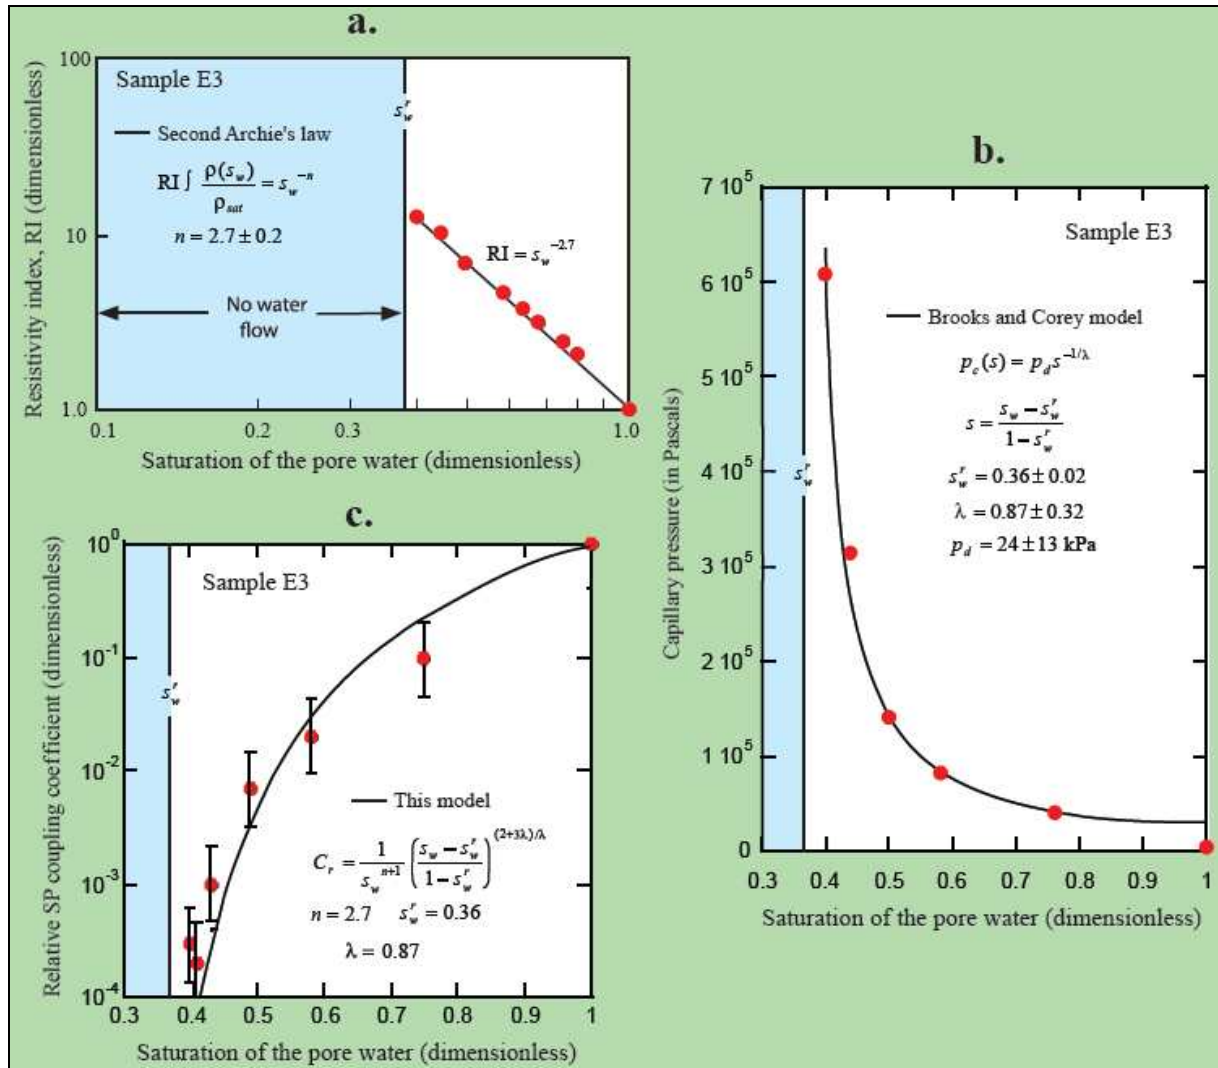 a.
Resistivity index, RI (dimensionless)
100
10
1.0
Sample E3
Second Archie's law
RI ∫ ρ(s_w)/ρ_sat = s_w^−n
n = 2.7 ± 0.2
No water
flow
s_w^r
RI = s_w^−2.7
0.1 0.2 0.3 1.0
Saturation of the pore water (dimensionless)
b.
Capillary pressure (in Pascals)
7 10^5
6 10^5
5 10^5
4 10^5
3 10^5
2 10^5
1 10^5
0
Sample E3
Brooks and Corey model
p_c(s) = p_d s^−1/λ
s = (s_w − s_w^r)/(1 − s_w^r)
s_w^r = 0.36 ± 0.02
λ = 0.87 ± 0.32
p_d = 24 ± 13 kPa
s_w^r
0.3 0.4 0.5 0.6 0.7 0.8 0.9 1
Saturation of the pore water (dimensionless)
c.
Relative SP coupling coefficient (dimensionless)
10^0
10^-1
10^-2
10^-3
10^-4
Sample E3
s_w^r
This model
C_r = 1/s_w^(n+1) ((s_w − s_w^r)/(1 − s_w^r))^((2+3λ)/λ)
n = 2.7 s_w^r = 0.36
λ = 0.87
0.3 0.4 0.5 0.6 0.7 0.8 0.9 1
Saturation of the pore water (dimensionless)